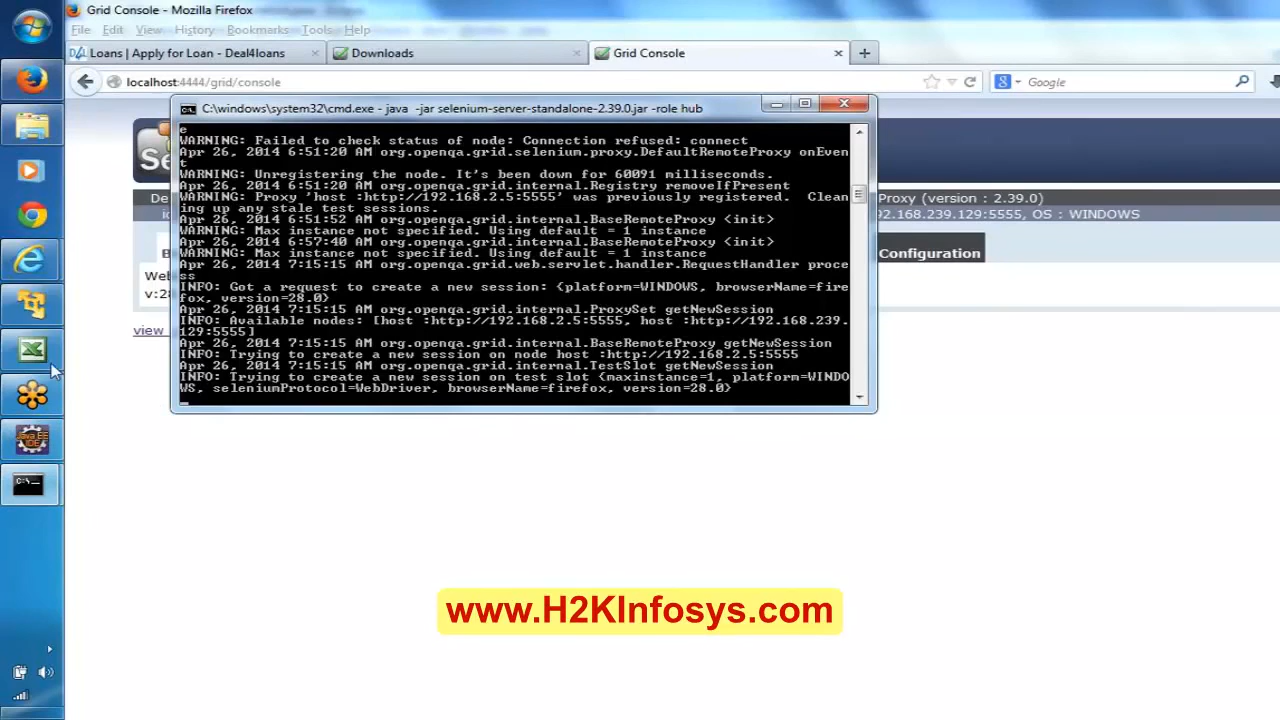 Grid Console - Mozilla Firefox
File Edit View History Bookmarks Tools Help
Loans | Apply for Loan - Deal4loans
Downloads
Grid Console
localhost:4444/grid/console
Google
C:\windows\system32\cmd.exe - java -jar selenium-server-standalone-2.39.0.jar -role hub
e
WARNING: Failed to check status of node: Connection refused: connect
Apr 26, 2014 6:51:20 AM org.openqa.grid.selenium.proxy.DefaultRemoteProxy onEven
t
WARNING: Unregistering the node. It's been down for 60091 milliseconds.
Apr 26, 2014 6:51:20 AM org.openqa.grid.internal.Registry removeIfPresent
WARNING: Proxy 'host :http://192.168.2.5:5555' was previously registered.  Clean
ing up any stale test sessions.
Apr 26, 2014 6:51:52 AM org.openqa.grid.internal.BaseRemoteProxy <init>
WARNING: Max instance not specified. Using default = 1 instance
Apr 26, 2014 6:57:40 AM org.openqa.grid.internal.BaseRemoteProxy <init>
WARNING: Max instance not specified. Using default = 1 instance
Apr 26, 2014 7:15:15 AM org.openqa.grid.web.servlet.handler.RequestHandler proce
ss
INFO: Got a request to create a new session: {platform=WINDOWS, browserName=fire
fox, version=28.0}
Apr 26, 2014 7:15:15 AM org.openqa.grid.internal.ProxySet getNewSession
INFO: Available nodes: [host :http://192.168.2.5:5555, host :http://192.168.239.
129:5555]
Apr 26, 2014 7:15:15 AM org.openqa.grid.internal.BaseRemoteProxy getNewSession
INFO: Trying to create a new session on node host :http://192.168.2.5:5555
Apr 26, 2014 7:15:15 AM org.openqa.grid.internal.TestSlot getNewSession
INFO: Trying to create a new session on test slot {maxinstance=1, platform=WINDO
WS, seleniumProtocol=WebDriver, browserName=firefox, version=28.0}
Se
De
Proxy (version : 2.39.0)
id
92.168.239.129:5555, OS : WINDOWS
B
Configuration
Web
v:28
view
Java EE
IDE
C:\
www.H2KInfosys.com